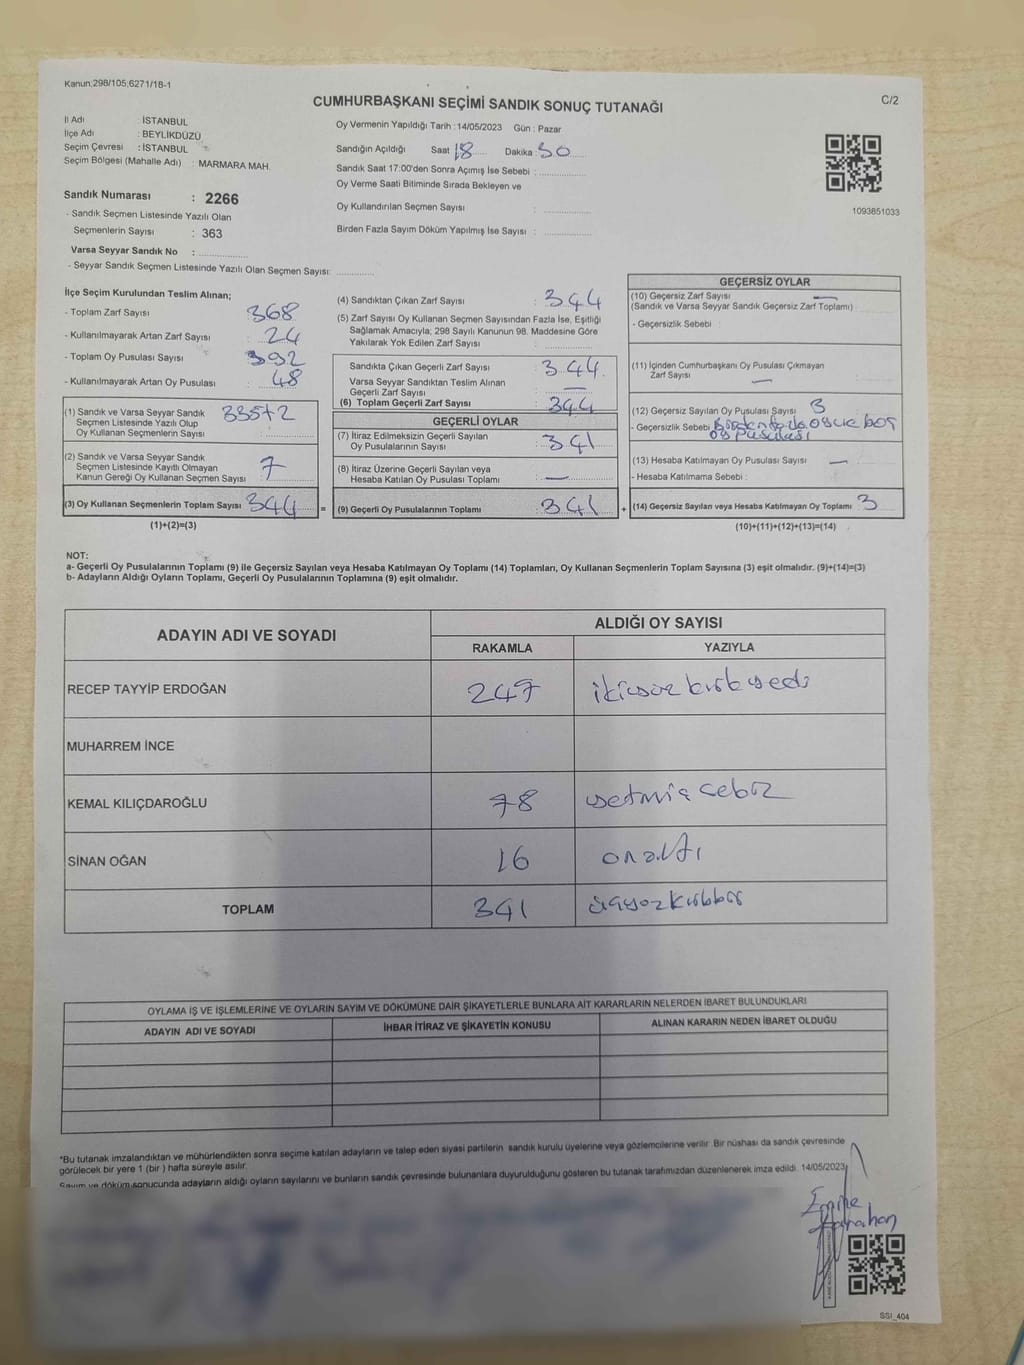 Kanun;298/105;6271/18-1
C/2
CUMHURBAŞKANI SEÇİMİ SANDIK SONUÇ TUTANAĞI
İl Adı : İSTANBUL
İlçe Adı : BEYLİKDÜZÜ
Seçim Çevresi : İSTANBUL
Seçim Bölgesi (Mahalle Adı) : MARMARA MAH.
Sandık Numarası : 2266
- Sandık Seçmen Listesinde Yazılı Olan
Seçmenlerin Sayısı : 363
Varsa Seyyar Sandık No :
- Seyyar Sandık Seçmen Listesinde Yazılı Olan Seçmen Sayısı:
Oy Vermenin Yapıldığı Tarih :14/05/2023 Gün : Pazar
Sandığın Açıldığı Saat 18 Dakika : 30
Sandık Saat 17:00'den Sonra Açımış İse Sebebi :
Oy Verme Saati Bitiminde Sırada Bekleyen ve
Oy Kullandırılan Seçmen Sayısı :
Birden Fazla Sayım Döküm Yapılmış İse Sayısı :
1093851033
İlçe Seçim Kurulundan Teslim Alınan;
- Toplam Zarf Sayısı : 368
- Kullanılmayarak Artan Zarf Sayısı : 24
- Toplam Oy Pusulası Sayısı : 392
- Kullanılmayarak Artan Oy Pusulası : 48
(1) Sandık ve Varsa Seyyar Sandık 335+2
Seçmen Listesinde Yazılı Olup
Oy Kullanan Seçmenlerin Sayısı :
(2) Sandık ve Varsa Seyyar Sandık
Seçmen Listesinde Kayıtlı Olmayan
Kanun Gereği Oy Kullanan Seçmen Sayısı : 7
(3) Oy Kullanan Seçmenlerin Toplam Sayısı : 344 =
(1)+(2)=(3)
(4) Sandıktan Çıkan Zarf Sayısı : 344
(5) Zarf Sayısı Oy Kullanan Seçmen Sayısından Fazla İse, Eşitliği
Sağlamak Amacıyla; 298 Sayılı Kanunun 98. Maddesine Göre
Yakılarak Yok Edilen Zarf Sayısı :
Sandıkta Çıkan Geçerli Zarf Sayısı : 344
Varsa Seyyar Sandıktan Teslim Alınan
Geçerli Zarf Sayısı : —
(6) Toplam Geçerli Zarf Sayısı : 344
GEÇERLİ OYLAR
(7) İtiraz Edilmeksizin Geçerli Sayılan
Oy Pusulalarının Sayısı : 341
(8) İtiraz Üzerine Geçerli Sayılan veya
Hesaba Katılan Oy Pusulası Toplamı : —
(9) Geçerli Oy Pusulalarının Toplamı : 341 +
GEÇERSİZ OYLAR
(10) Geçersiz Zarf Sayısı —
(Sandık ve Varsa Seyyar Sandık Geçersiz Zarf Toplamı) :
- Geçersizlik Sebebi :
(11) İçinden Cumhurbaşkanı Oy Pusulası Çıkmayan
Zarf Sayısı — :
(12) Geçersiz Sayılan Oy Pusulası Sayısı : 3
- Geçersizlik Sebebi : Birden fazla oy ve boş
oy pusulası
(13) Hesaba Katılmayan Oy Pusulası Sayısı : —
- Hesaba Katılmama Sebebi :
(14) Geçersiz Sayılan veya Hesaba Katılmayan Oy Toplamı : 3
(10)+(11)+(12)+(13)=(14)
NOT:
a- Geçerli Oy Pusulalarının Toplamı (9) ile Geçersiz Sayılan veya Hesaba Katılmayan Oy Toplamı (14) Toplamları, Oy Kullanan Seçmenlerin Toplam Sayısına (3) eşit olmalıdır. (9)+(14)=(3)
b- Adayların Aldığı Oyların Toplamı, Geçerli Oy Pusulalarının Toplamına (9) eşit olmalıdır.
ADAYIN ADI VE SOYADI ALDIĞI OY SAYISI
RAKAMLA YAZIYLA
RECEP TAYYİP ERDOĞAN 247 ikiyüz kırk yedi
MUHARREM İNCE
KEMAL KILIÇDAROĞLU 78 yetmiş cekiz
SİNAN OĞAN 16 onaltı
TOPLAM 341 üçyüzkırkbir
OYLAMA İŞ VE İŞLEMLERİNE VE OYLARIN SAYIM VE DÖKÜMÜNE DAİR ŞİKAYETLERLE BUNLARA AİT KARARLARIN NELERDEN İBARET BULUNDUKLARI
ADAYIN ADI VE SOYADI İHBAR İTİRAZ VE ŞİKAYETİN KONUSU ALINAN KARARIN NEDEN İBARET OLDUĞU
*Bu tutanak imzalandıktan ve mühürlendikten sonra seçime katılan adayların ve talep eden siyasi partilerin sandık kurulu üyelerine veya gözlemcilerine verilir. Bir nüshası da sandık çevresinde
görülecek bir yere 1 (bir ) hafta süreyle asılır.
Sayım ve döküm sonucunda adayların aldığı oyların sayılarını ve bunların sandık çevresinde bulunanlara duyurulduğunu gösteren bu tutanak tarafımızdan düzenlenerek imza edildi. 14/05/2023
Emine
Karahan
SSI_404